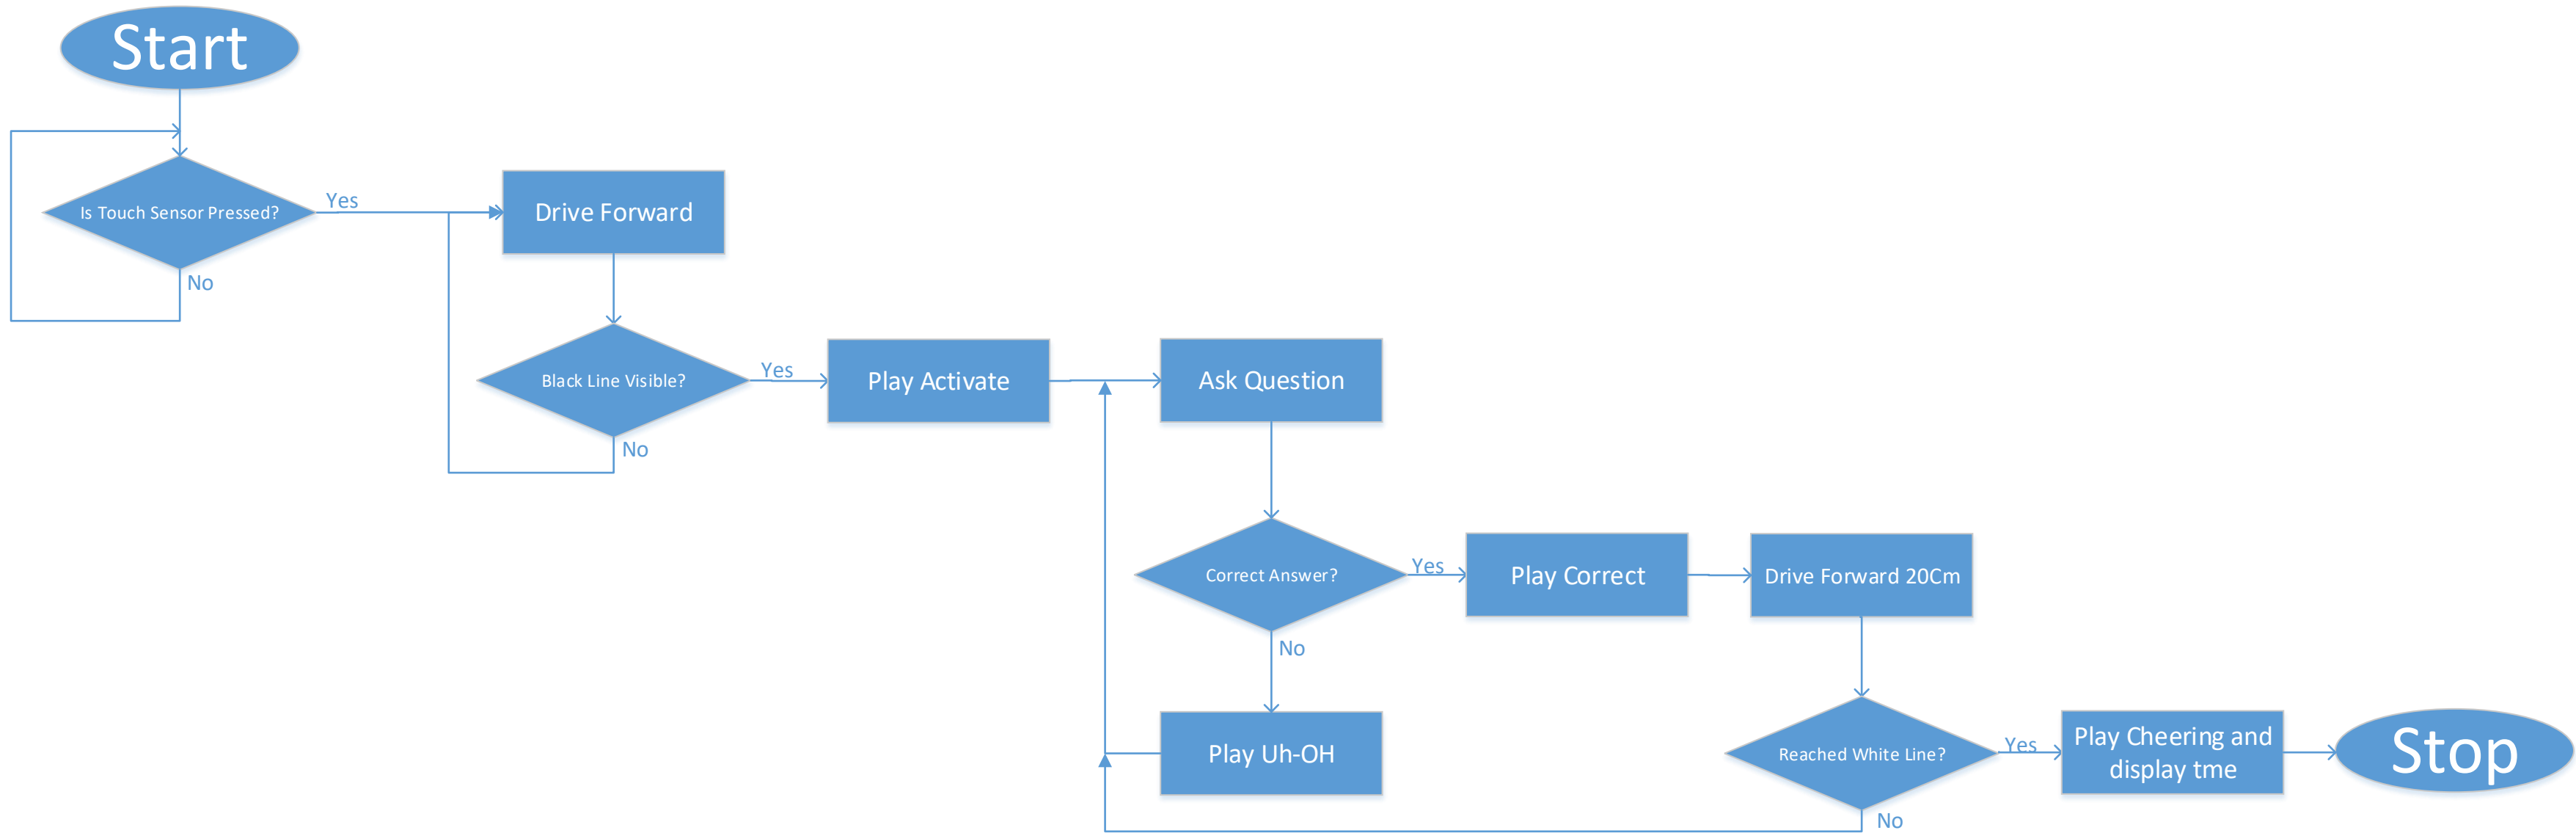 Start
Is Touch Sensor Pressed?
Yes
No
Drive Forward
Black Line Visible?
Yes
No
Play Activate
Ask Question
Correct Answer?
Yes
No
Play Correct
Drive Forward 20Cm
Play Uh-OH
Reached White Line?
Yes
No
Play Cheering and
display tme
Stop